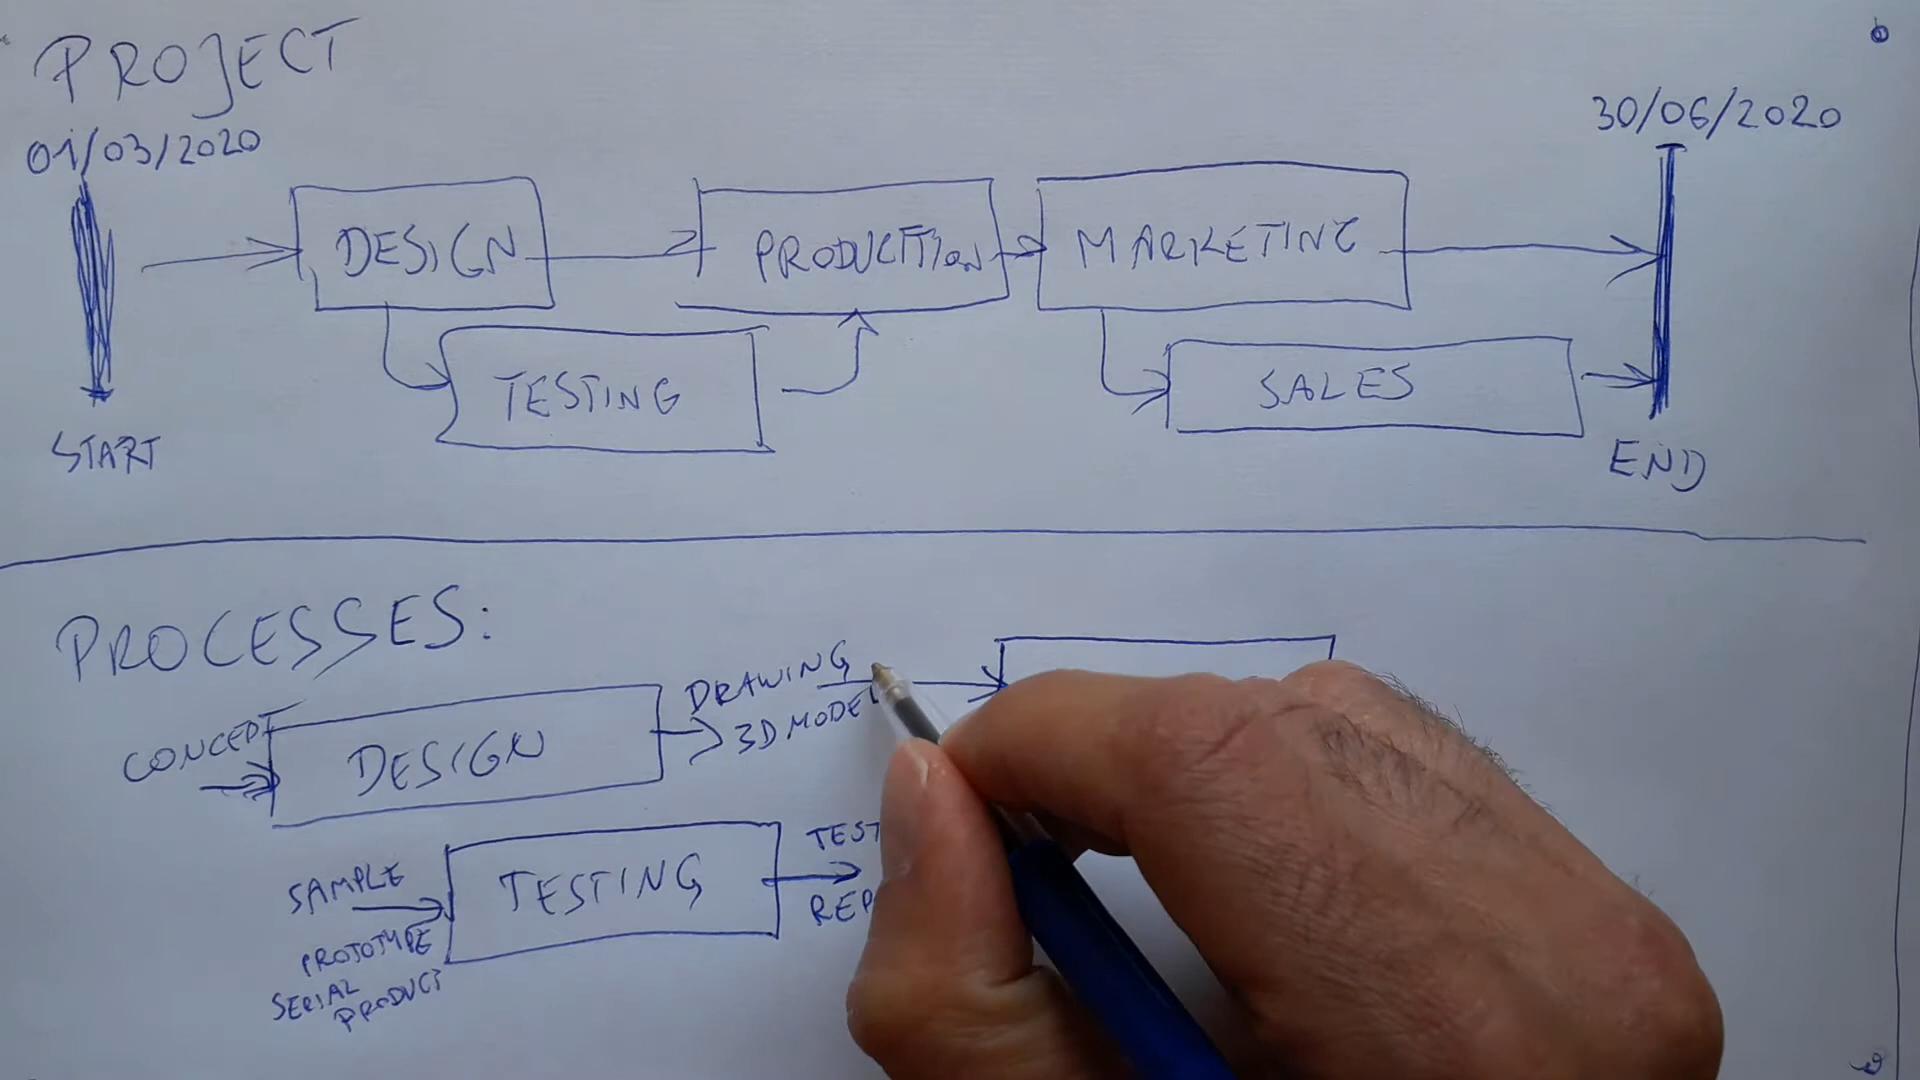 PROJECT
01/03/2020
30/06/2020
DESIGN
PRODUCTION
MARKETING
TESTING
SALES
START
END
PROCESSES:
CONCEPT
DESIGN
DRAWING
3D MODEL
SAMPLE
PROTOTYPE
SERIAL
PRODUCT
TESTING
TEST
REP